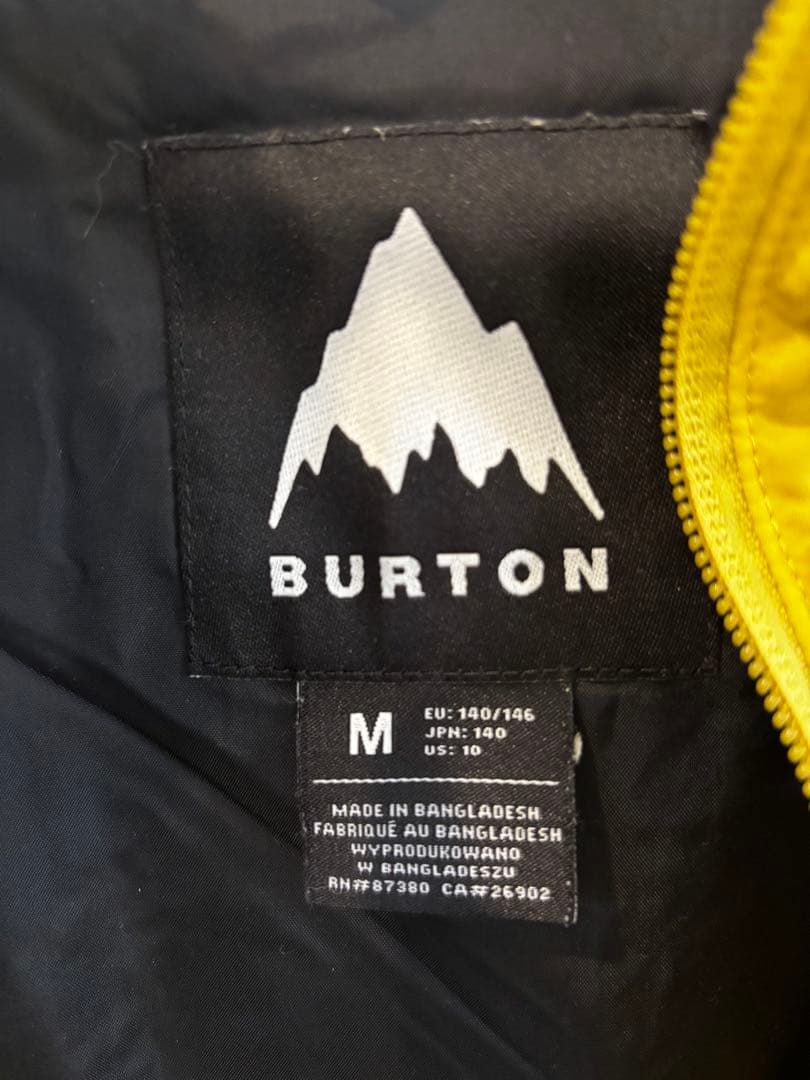 BURTON
M
EU: 140/146
JPN: 140
US: 10
MADE IN BANGLADESH
FABRIQUÉ AU BANGLADESH
WYPRODUKOWANO
W BANGLADESZU
RN#87380 CA#26902